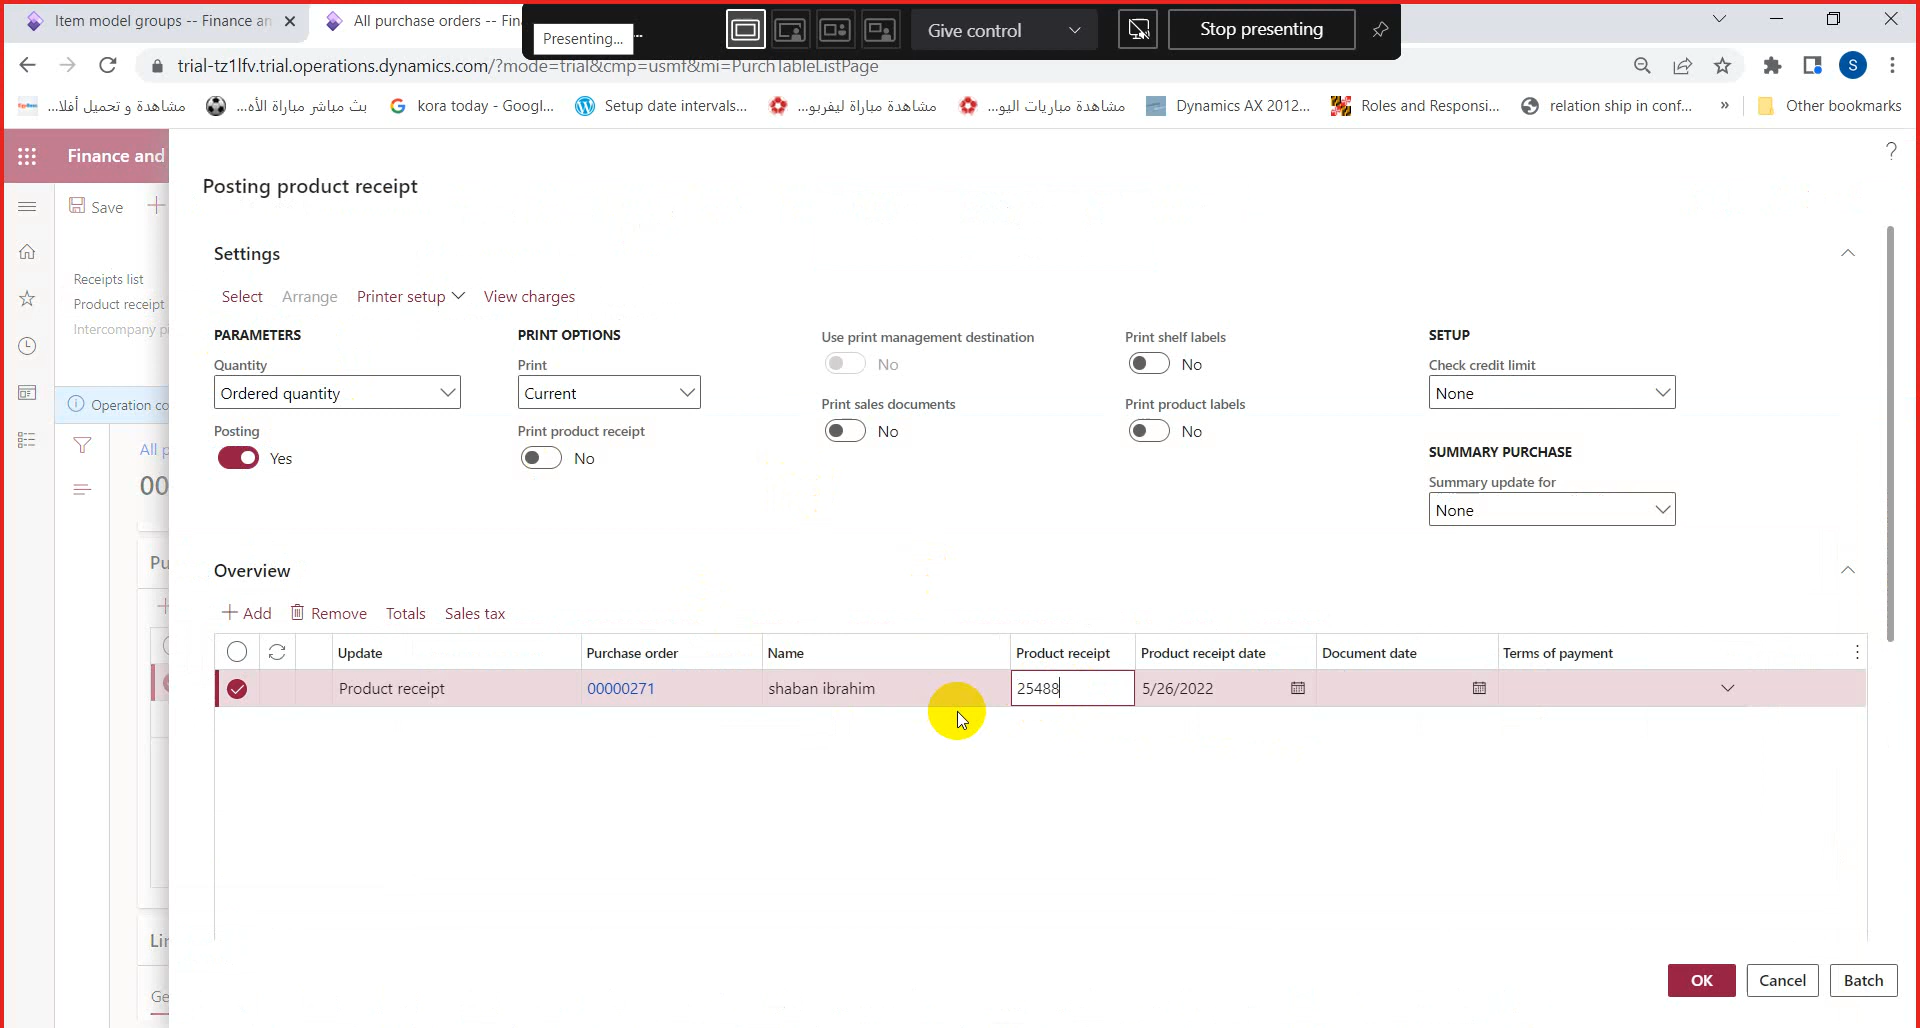 Item model groups -- Finance an
All purchase orders -- Fin
Presenting...
...
Give control
Stop presenting
trial-tz1lfv.trial.operations.dynamics.com/?mode=trial&cmp=usmf&mi=PurchTableListPage
S
مشاهدة و تحميل أفلا...
بث مباشر مباراة الأه...
kora today - Googl...
Setup date intervals...
مشاهدة مباراة ليفربو...
مشاهدة مباريات اليو...
Dynamics AX 2012...
Roles and Responsi...
relation ship in conf...
»
Other bookmarks
Finance and
?
Posting product receipt
Save
Settings
Receipts list
Product receipt
Intercompany pi
Select Arrange Printer setup View charges
PARAMETERS PRINT OPTIONS Use print management destination Print shelf labels SETUP
Quantity Print No No Check credit limit
Ordered quantity Current None
Operation co
Print sales documents Print product labels
Posting Print product receipt No No
Yes No
SUMMARY PURCHASE
All p
Summary update for
00
None
Pu
Overview
Add Remove Totals Sales tax
Update Purchase order Name Product receipt Product receipt date Document date Terms of payment
Product receipt 00000271 shaban ibrahim 25488 5/26/2022
Lin
OK Cancel Batch
Ge